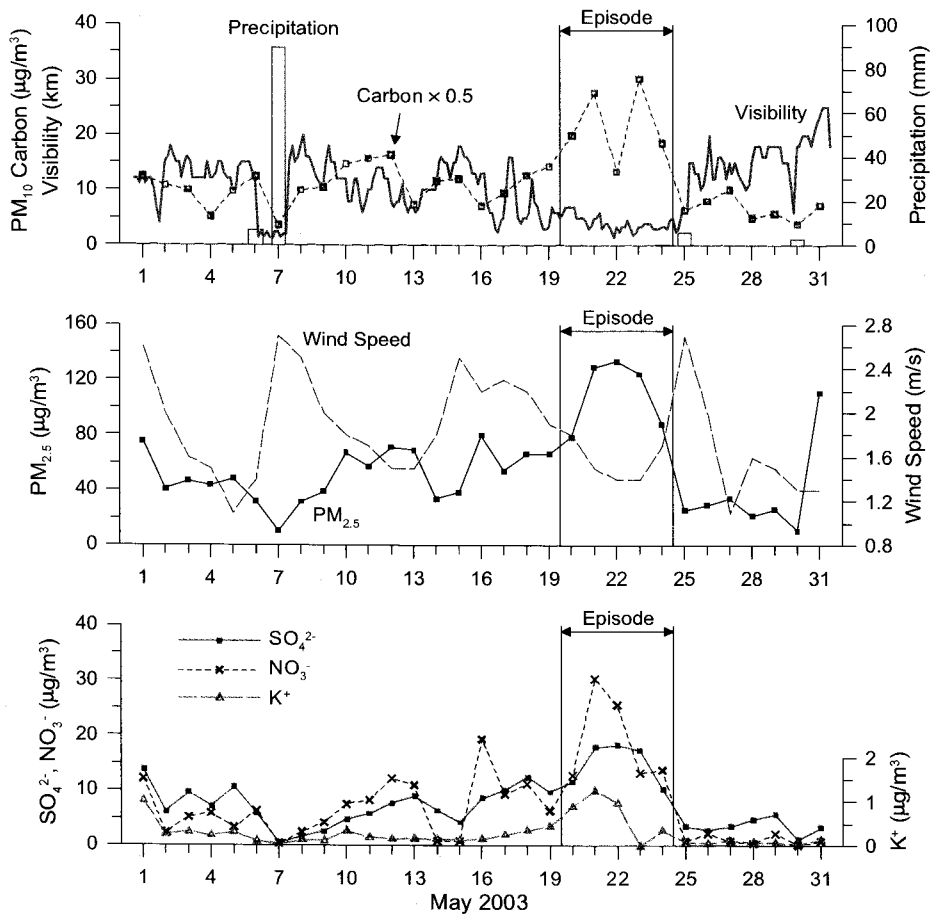 Episode
Precipitation
Carbon × 0.5
Visibility
PM₁₀ Carbon (μg/m³)
Visibility (km)
40
30
20
10
0
Precipitation (mm)
100
80
60
40
20
0
1 4 7 10 13 16 19 22 25 28 31
Episode
Wind Speed
PM₂.₅
PM₂.₅ (μg/m³)
160
120
80
40
0
Wind Speed (m/s)
2.8
2.4
2
1.6
1.2
0.8
1 4 7 10 13 16 19 22 25 28 31
Episode
SO₄²⁻
NO₃⁻
K⁺
SO₄²⁻, NO₃⁻ (μg/m³)
40
30
20
10
0
K⁺ (μg/m³)
2
1
0
1 4 7 10 13 16 19 22 25 28 31
May 2003